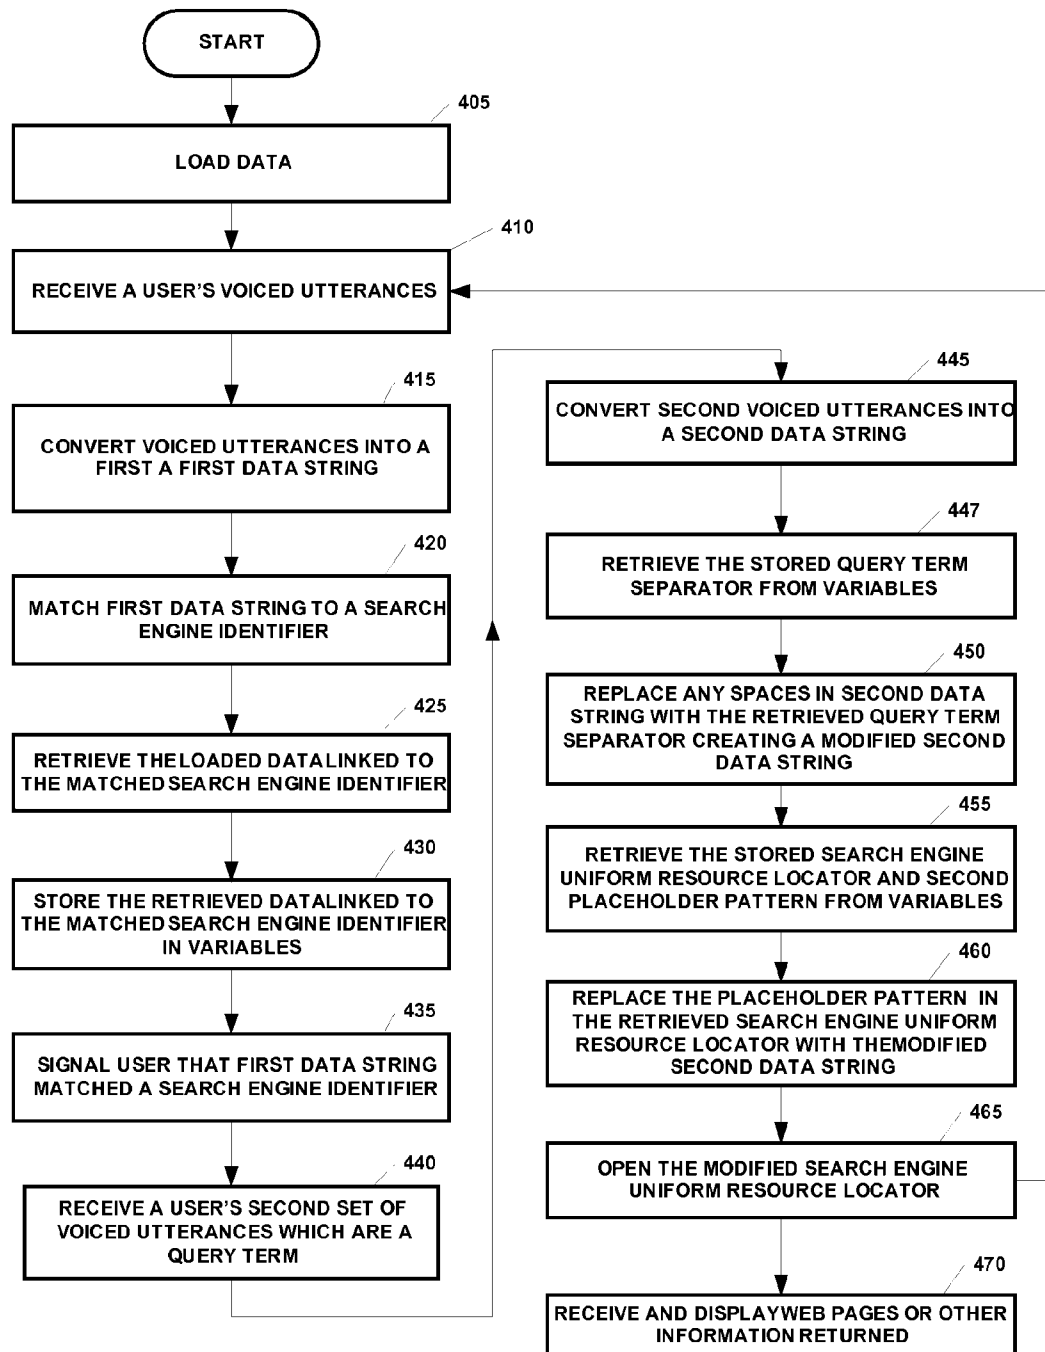 START
405
LOAD DATA
410
RECEIVE A USER'S VOICED UTTERANCES
415
CONVERT VOICED UTTERANCES INTO A
FIRST A FIRST DATA STRING
420
MATCH FIRST DATA STRING TO A SEARCH
ENGINE IDENTIFIER
425
RETRIEVE THE LOADED DATA LINKED TO
THE MATCHED SEARCH ENGINE IDENTIFIER
430
STORE THE RETRIEVED DATA LINKED TO
THE MATCHED SEARCH ENGINE IDENTIFIER
IN VARIABLES
435
SIGNAL USER THAT FIRST DATA STRING
MATCHED A SEARCH ENGINE IDENTIFIER
440
RECEIVE A USER'S SECOND SET OF
VOICED UTTERANCES WHICH ARE A
QUERY TERM
445
CONVERT SECOND VOICED UTTERANCES INTO
A SECOND DATA STRING
447
RETRIEVE THE STORED QUERY TERM
SEPARATOR FROM VARIABLES
450
REPLACE ANY SPACES IN SECOND DATA
STRING WITH THE RETRIEVED QUERY TERM
SEPARATOR CREATING A MODIFIED SECOND
DATA STRING
455
RETRIEVE THE STORED SEARCH ENGINE
UNIFORM RESOURCE LOCATOR AND SECOND
PLACEHOLDER PATTERN FROM VARIABLES
460
REPLACE THE PLACEHOLDER PATTERN IN
THE RETRIEVED SEARCH ENGINE UNIFORM
RESOURCE LOCATOR WITH THEMODIFIED
SECOND DATA STRING
465
OPEN THE MODIFIED SEARCH ENGINE
UNIFORM RESOURCE LOCATOR
470
RECEIVE AND DISPLAY WEB PAGES OR OTHER
INFORMATION RETURNED